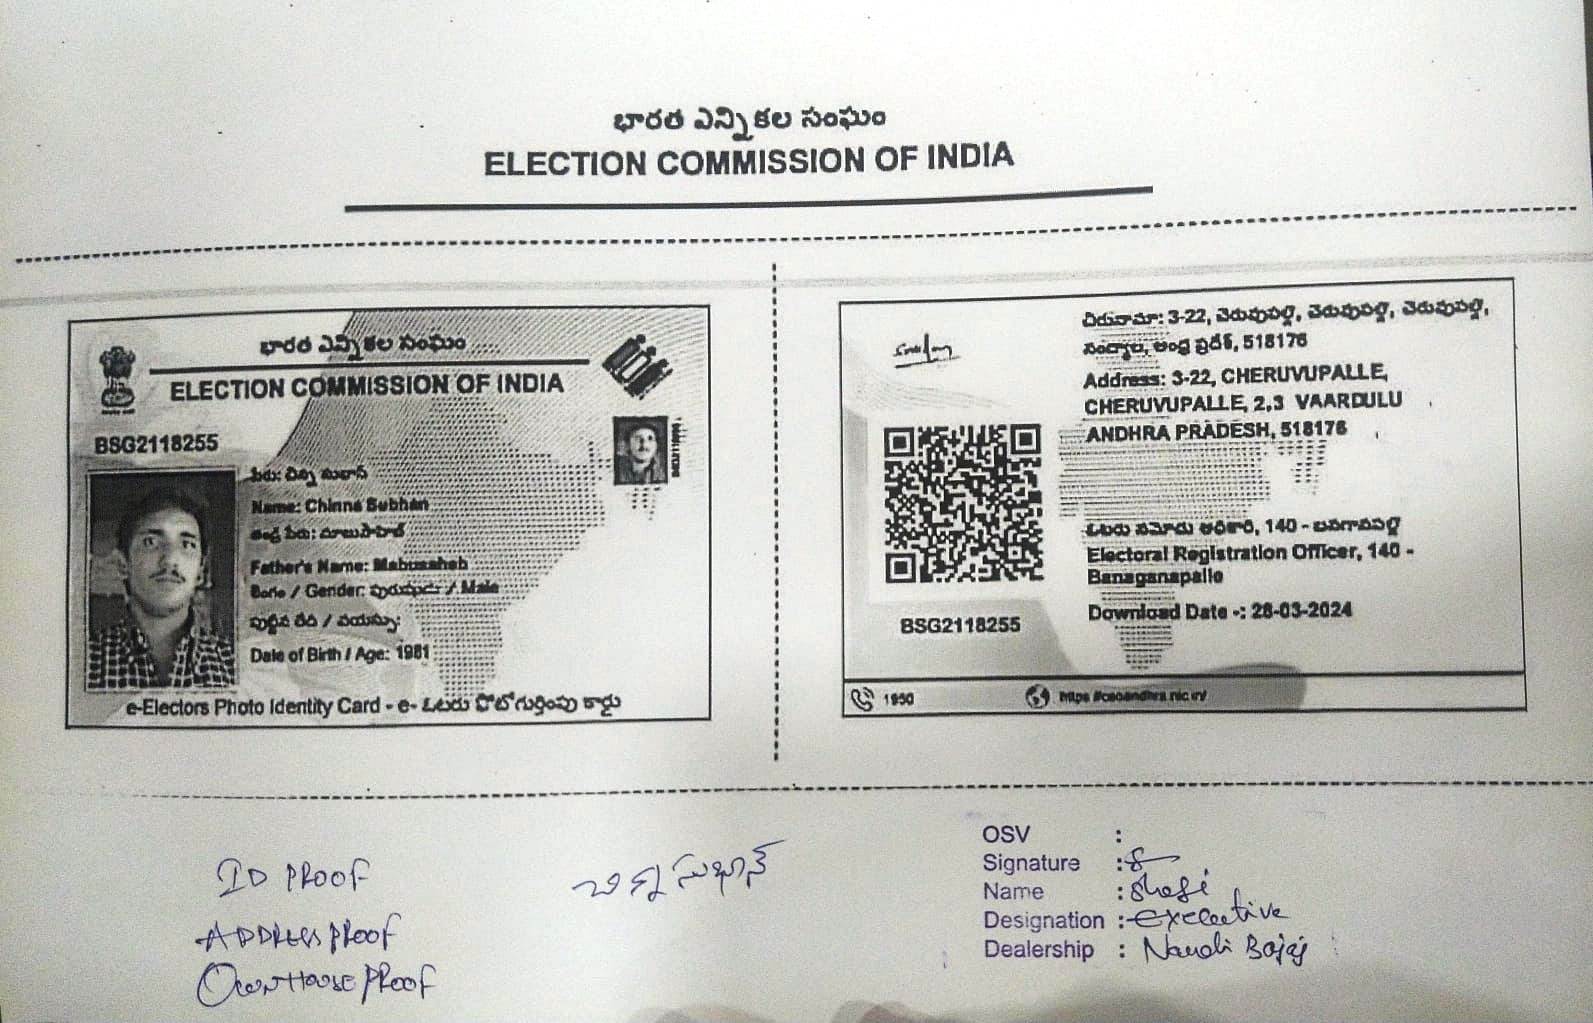 భారత ఎన్నికల సంఘం
ELECTION COMMISSION OF INDIA
భారత ఎన్నికల సంఘం
ELECTION COMMISSION OF INDIA
BSG2118255
పేరు: చిన్న సుభాన్
Name: Chinna Subhan
తండ్రి పేరు: మాబుసాహెబ్
Father's Name: Mabusaheb
/ Gender: పురుషుడు / Male
పుట్టిన తేదీ / వయస్సు:
Date of Birth / Age: 1981
e-Electors Photo Identity Card - e- ఓటరు ఫోటోగుర్తింపు కార్డు
చిరునామా: 3-22, చెరువుపల్లి, చెరువుపల్లి, చెరువుపల్లి,
నంద్యాల, ఆంధ్ర ప్రదేశ్, 518176
Address: 3-22, CHERUVUPALLE,
CHERUVUPALLE, 2,3 VAARDULU
ANDHRA PRADESH, 518176
ఓటరు నమోదు అధికారి, 140 - బనగానపల్లె
Electoral Registration Officer, 140 -
Banaganapalle
Download Date -: 28-03-2024
BSG2118255
1950
https://ceoandhra.nic.in/
ID PROOF
ADDRESS PROOF
OWN HOUSE PROOF
చిన్న సుభాన్
OSV :
Signature :
Name : Shafi
Designation : executive
Dealership : Nandi Bajaj